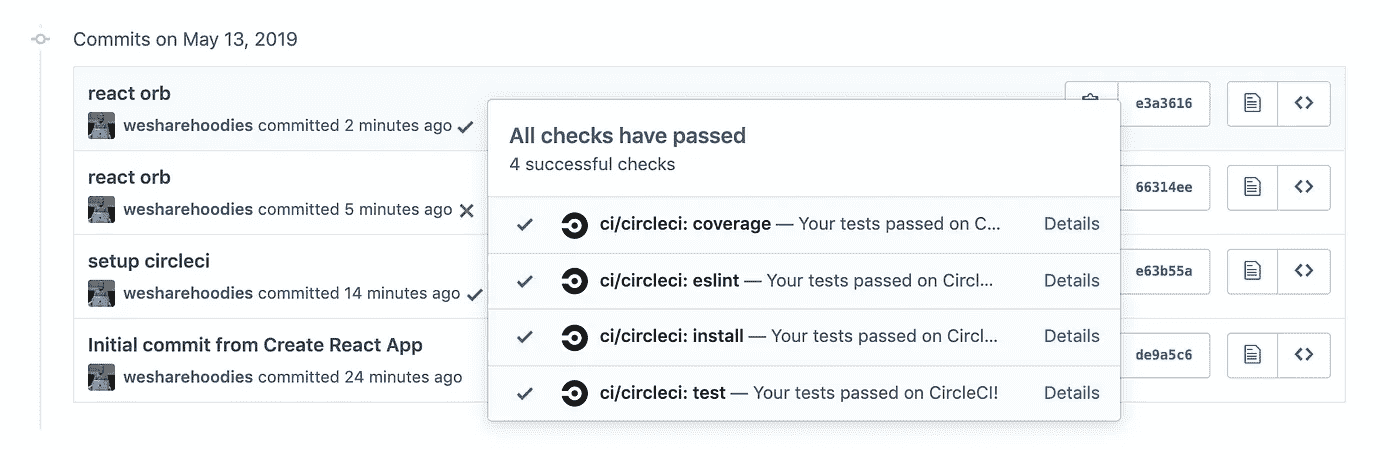 Commits on May 13, 2019
react orb
wesharehoodies committed 2 minutes ago
e3a3616
react orb
wesharehoodies committed 5 minutes ago
66314ee
setup circleci
wesharehoodies committed 14 minutes ago
e63b55a
Initial commit from Create React App
wesharehoodies committed 24 minutes ago
de9a5c6
All checks have passed
4 successful checks
ci/circleci: coverage — Your tests passed on C... Details
ci/circleci: eslint — Your tests passed on Circl... Details
ci/circleci: install — Your tests passed on Circl... Details
ci/circleci: test — Your tests passed on CircleCI! Details